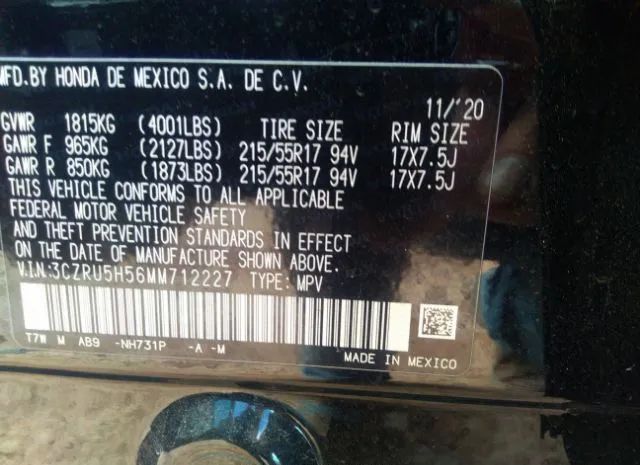 MFD.BY HONDA DE MEXICO S.A. DE C.V.
11/'20
GVWR 1815KG (4001LBS) TIRE SIZE RIM SIZE
GAWR F 965KG (2127LBS) 215/55R17 94V 17X7.5J
GAWR R 850KG (1873LBS) 215/55R17 94V 17X7.5J
THIS VEHICLE CONFORMS TO ALL APPLICABLE
FEDERAL MOTOR VEHICLE SAFETY
AND THEFT PREVENTION STANDARDS IN EFFECT
ON THE DATE OF MANUFACTURE SHOWN ABOVE.
V.I.N:3CZRU5H56MM712227 TYPE: MPV
T7W M AB9 -NH731P -A -M
MADE IN MEXICO